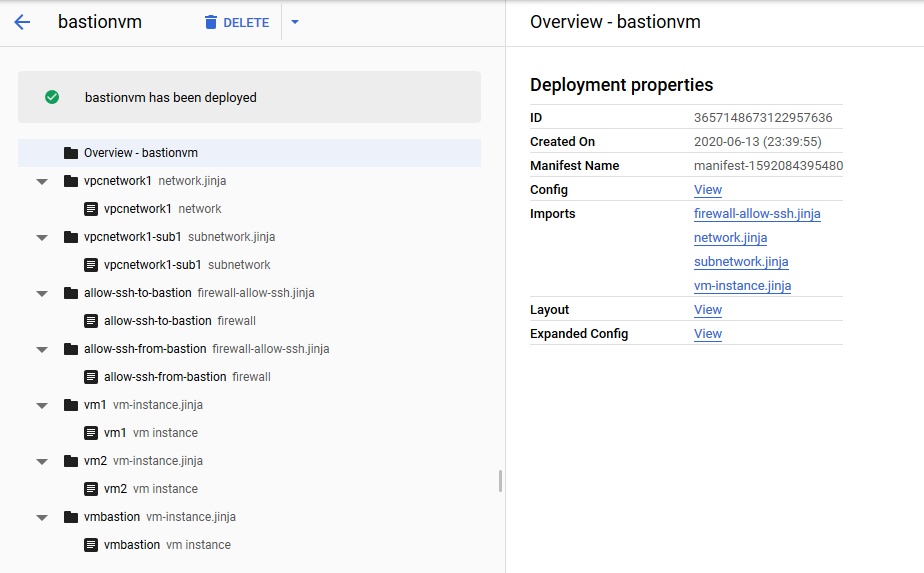 bastionvm
DELETE
bastionvm has been deployed
Overview - bastionvm
vpcnetwork1 network.jinja
vpcnetwork1 network
vpcnetwork1-sub1 subnetwork.jinja
vpcnetwork1-sub1 subnetwork
allow-ssh-to-bastion firewall-allow-ssh.jinja
allow-ssh-to-bastion firewall
allow-ssh-from-bastion firewall-allow-ssh.jinja
allow-ssh-from-bastion firewall
vm1 vm-instance.jinja
vm1 vm instance
vm2 vm-instance.jinja
vm2 vm instance
vmbastion vm-instance.jinja
vmbastion vm instance
Overview - bastionvm
Deployment properties
ID 3657148673122957636
Created On 2020-06-13 (23:39:55)
Manifest Name manifest-1592084395480
Config View
Imports firewall-allow-ssh.jinja
network.jinja
subnetwork.jinja
vm-instance.jinja
Layout View
Expanded Config View